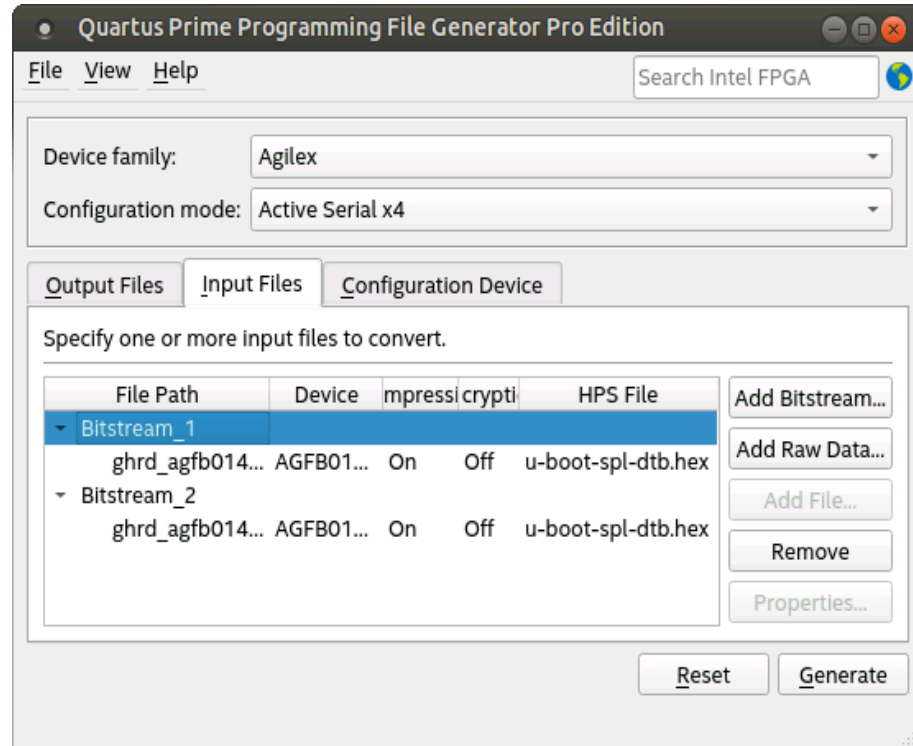 Quartus Prime Programming File Generator Pro Edition
File View Help Search Intel FPGA
Device family: Agilex
Configuration mode: Active Serial x4
Output Files Input Files Configuration Device
Specify one or more input files to convert.
File Path Device mpressi crypti HPS File
Bitstream_1
ghrd_agfb014... AGFB01... On Off u-boot-spl-dtb.hex
Bitstream_2
ghrd_agfb014... AGFB01... On Off u-boot-spl-dtb.hex
Add Bitstream...
Add Raw Data...
Add File...
Remove
Properties...
Reset Generate